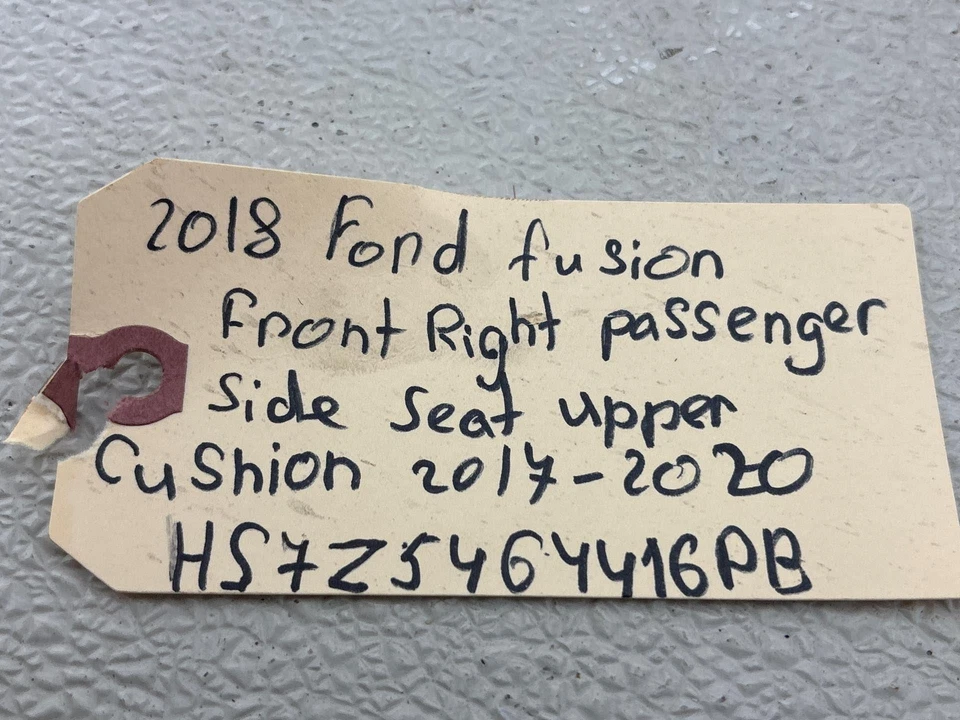 2018 Ford fusion
Front Right passenger
Side Seat upper
Cushion 2017-2020
HS7Z5464416PB